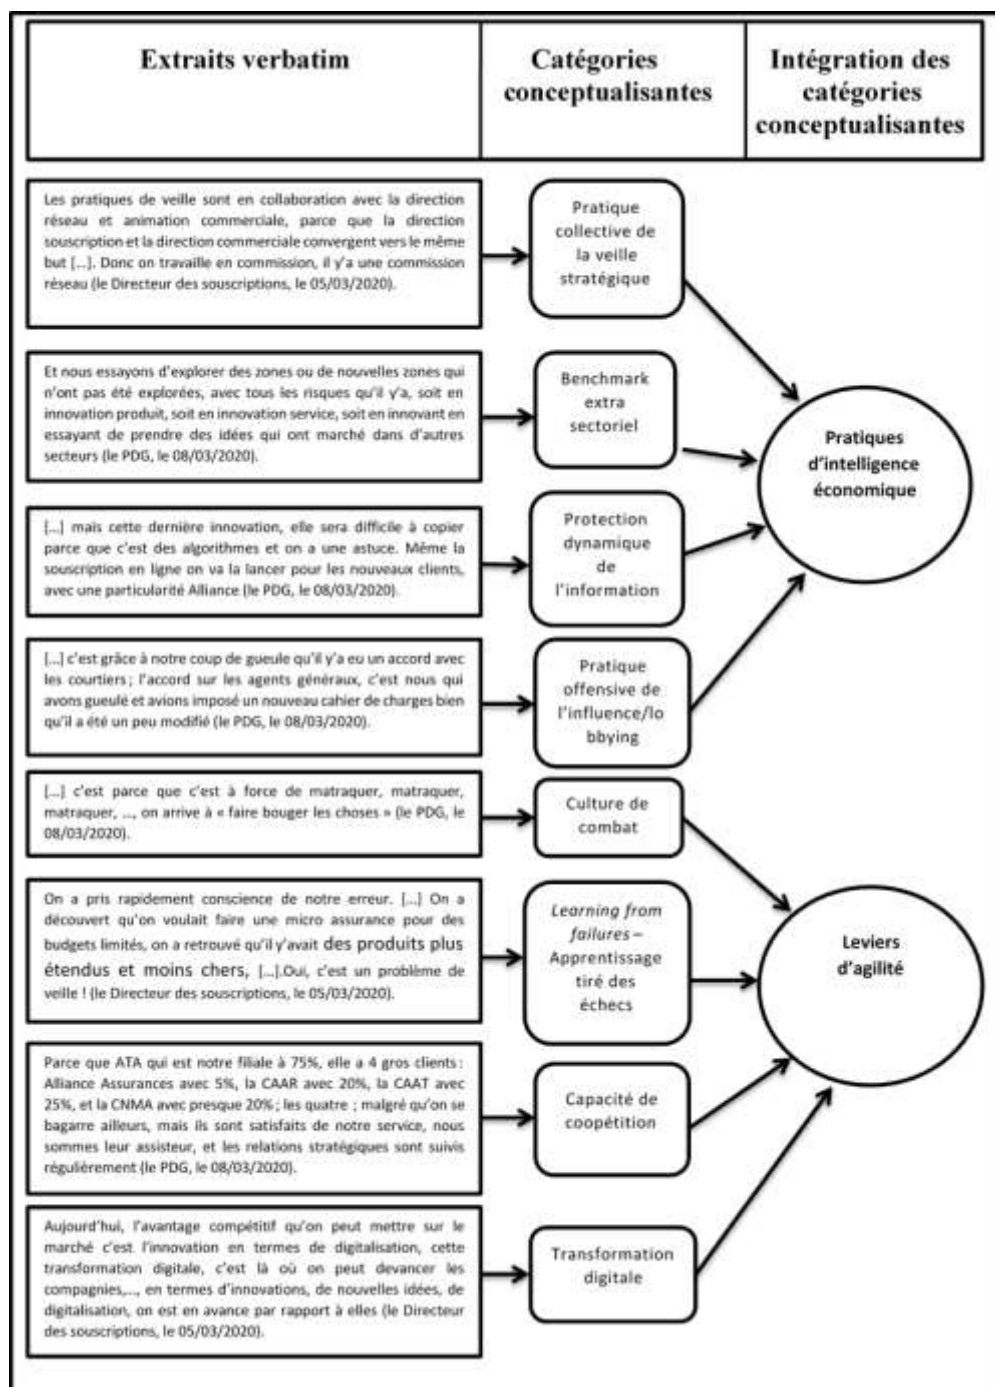 Extraits verbatim
Catégories
conceptualisantes
Intégration des
catégories
conceptualisantes
Les pratiques de veille sont en collaboration avec la direction
réseau et animation commerciale, parce que la direction
souscription et la direction commerciale convergent vers le même
but […]. Donc on travaille en commission, il y'a une commission
réseau (le Directeur des souscriptions, le 05/03/2020).
Pratique
collective de
la veille
stratégique
Et nous essayons d'explorer des zones ou de nouvelles zones qui
n'ont pas été explorées, avec tous les risques qu'il y'a, soit en
innovation produit, soit en innovation service, soit en innovant en
essayant de prendre des idées qui ont marché dans d'autres
secteurs (le PDG, le 08/03/2020).
Benchmark
extra
sectoriel
Pratiques
d'intelligence
économique
[…] mais cette dernière innovation, elle sera difficile à copier
parce que c'est des algorithmes et on a une astuce. Même la
souscription en ligne on va la lancer pour les nouveaux clients,
avec une particularité Alliance (le PDG, le 08/03/2020).
Protection
dynamique
de
l'information
[…] c'est grâce à notre coup de gueule qu'il y'a eu un accord avec
les courtiers ; l'accord sur les agents généraux, c'est nous qui
avons gueulé et avions imposé un nouveau cahier de charges bien
qu'il a été un peu modifié (le PDG, le 08/03/2020).
Pratique
offensive de
l'influence/lo
bbying
[…] c'est parce que c'est à force de matraquer, matraquer,
matraquer, …, on arrive à « faire bouger les choses » (le PDG, le
08/03/2020).
Culture de
combat
On a pris rapidement conscience de notre erreur. […] On a
découvert qu'on voulait faire une micro assurance pour des
budgets limités, on a retrouvé qu'il y'avait des produits plus
étendus et moins chers, […].Oui, c'est un problème de
veille ! (le Directeur des souscriptions, le 05/03/2020).
Learning from
failures –
Apprentissage
tiré des
échecs
Leviers
d'agilité
Parce que ATA qui est notre filiale à 75%, elle a 4 gros clients :
Alliance Assurances avec 5%, la CAAR avec 20%, la CAAT avec
25%, et la CNMA avec presque 20% ; les quatre ; malgré qu'on se
bagarre ailleurs, mais ils sont satisfaits de notre service, nous
sommes leur assisteur, et les relations stratégiques sont suivis
régulièrement (le PDG, le 08/03/2020).
Capacité de
coopétition
Aujourd'hui, l'avantage compétitif qu'on peut mettre sur le
marché c'est l'innovation en termes de digitalisation, cette
transformation digitale, c'est là où on peut devancer les
compagnies,…, en termes d'innovations, de nouvelles idées, de
digitalisation, on est en avance par rapport à elles (le Directeur
des souscriptions, le 05/03/2020).
Transformation
digitale